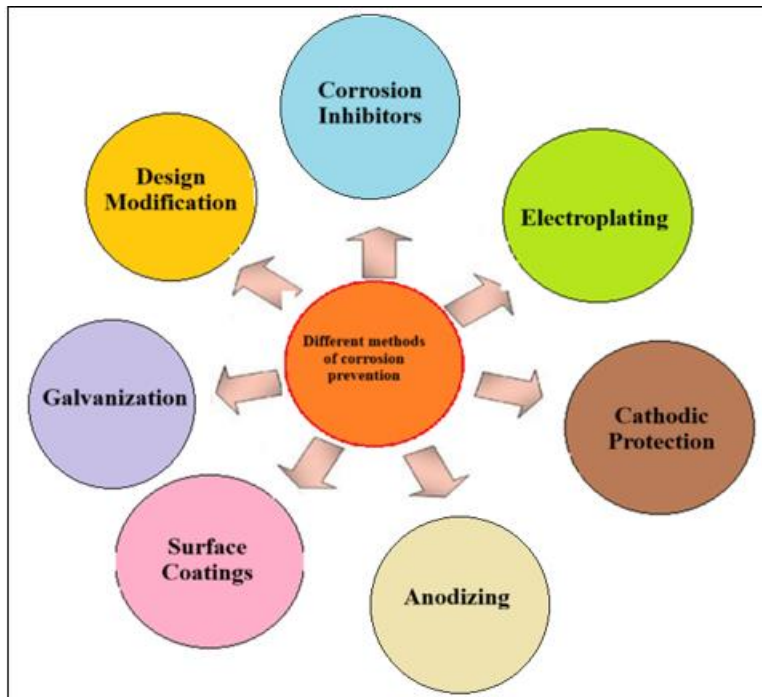 Corrosion
Inhibitors
Design
Modification
Electroplating
Different methods
of corrosion
prevention
Galvanization
Cathodic
Protection
Surface
Coatings
Anodizing